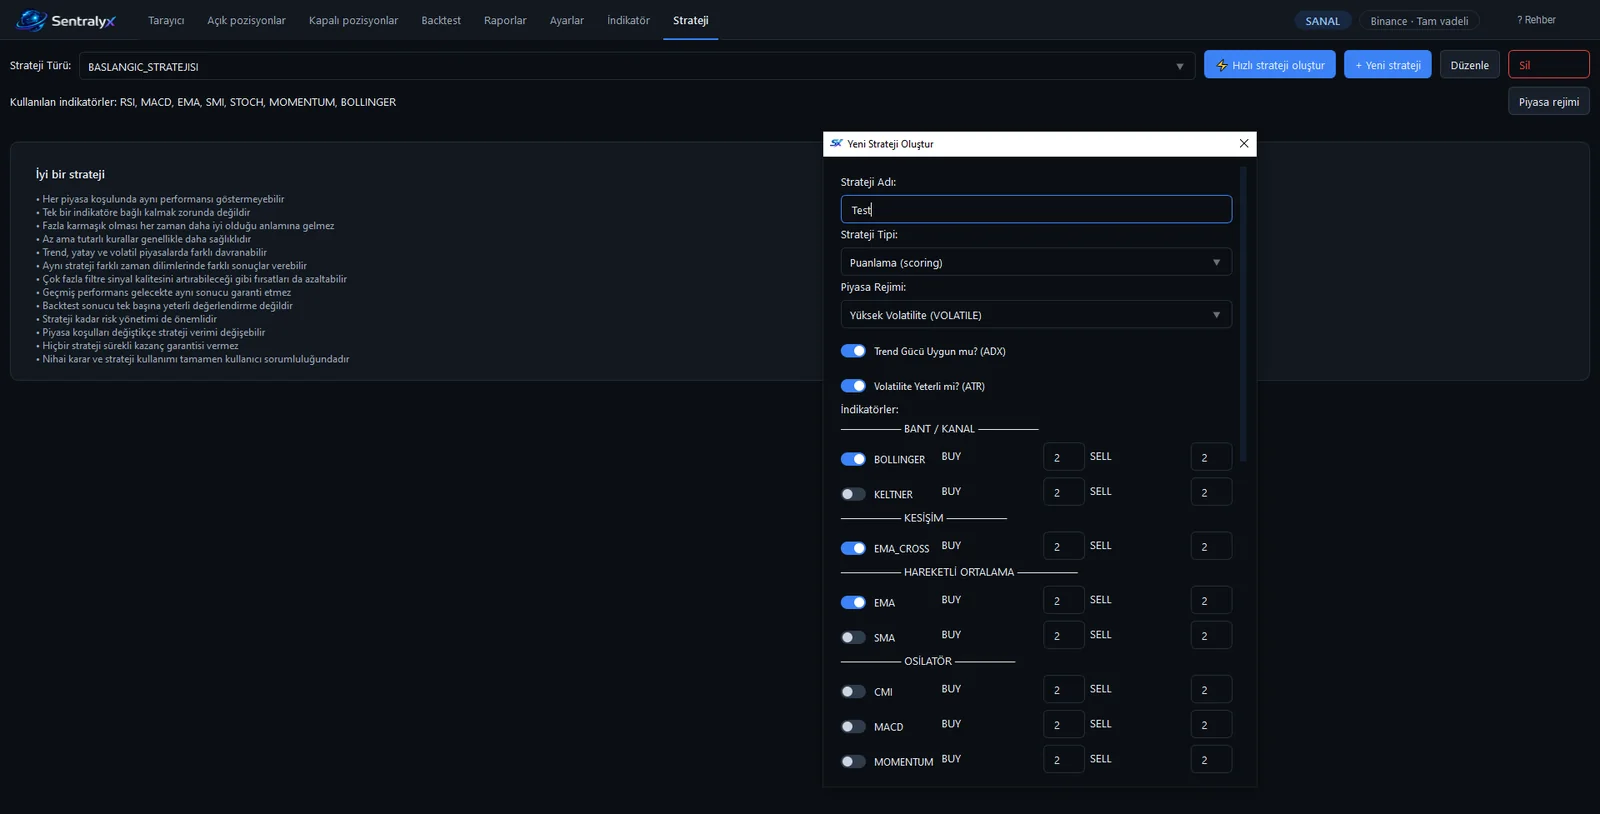 Sentralyx
Tarayıcı
Açık pozisyonlar
Kapalı pozisyonlar
Backtest
Raporlar
Ayarlar
İndikatör
Strateji
SANAL
Binance · Tam vadeli
? Rehber
Strateji Türü:
BASLANGIC_STRATEJISI
⚡ Hızlı strateji oluştur
+ Yeni strateji
Düzenle
Sil
Kullanılan indikatörler: RSI, MACD, EMA, SMI, STOCH, MOMENTUM, BOLLINGER
Piyasa rejimi
İyi bir strateji
• Her piyasa koşulunda aynı performansı göstermeyebilir
• Tek bir indikatöre bağlı kalmak zorunda değildir
• Fazla karmaşık olması her zaman daha iyi olduğu anlamına gelmez
• Az ama tutarlı kurallar genellikle daha sağlıklıdır
• Trend, yatay ve volatil piyasalarda farklı davranabilir
• Aynı strateji farklı zaman dilimlerinde farklı sonuçlar verebilir
• Çok fazla filtre sinyal kalitesini artırabileceği gibi fırsatları da azaltabilir
• Geçmiş performans gelecekte aynı sonucu garanti etmez
• Backtest sonucu tek başına yeterli değerlendirme değildir
• Strateji kadar risk yönetimi de önemlidir
• Piyasa koşulları değiştikçe strateji verimi değişebilir
• Hiçbir strateji sürekli kazanç garantisi vermez
• Nihai karar ve strateji kullanımı tamamen kullanıcı sorumluluğundadır
Yeni Strateji Oluştur
Strateji Adı:
Test
Strateji Tipi:
Puanlama (scoring)
Piyasa Rejimi:
Yüksek Volatilite (VOLATILE)
Trend Gücü Uygun mu? (ADX)
Volatilite Yeterli mi? (ATR)
İndikatörler:
BANT / KANAL
BOLLINGER BUY 2 SELL 2
KELTNER BUY 2 SELL 2
KESİŞİM
EMA_CROSS BUY 2 SELL 2
HAREKETLİ ORTALAMA
EMA BUY 2 SELL 2
SMA BUY 2 SELL 2
OSİLATÖR
CMI BUY 2 SELL 2
MACD BUY 2 SELL 2
MOMENTUM BUY 2 SELL 2